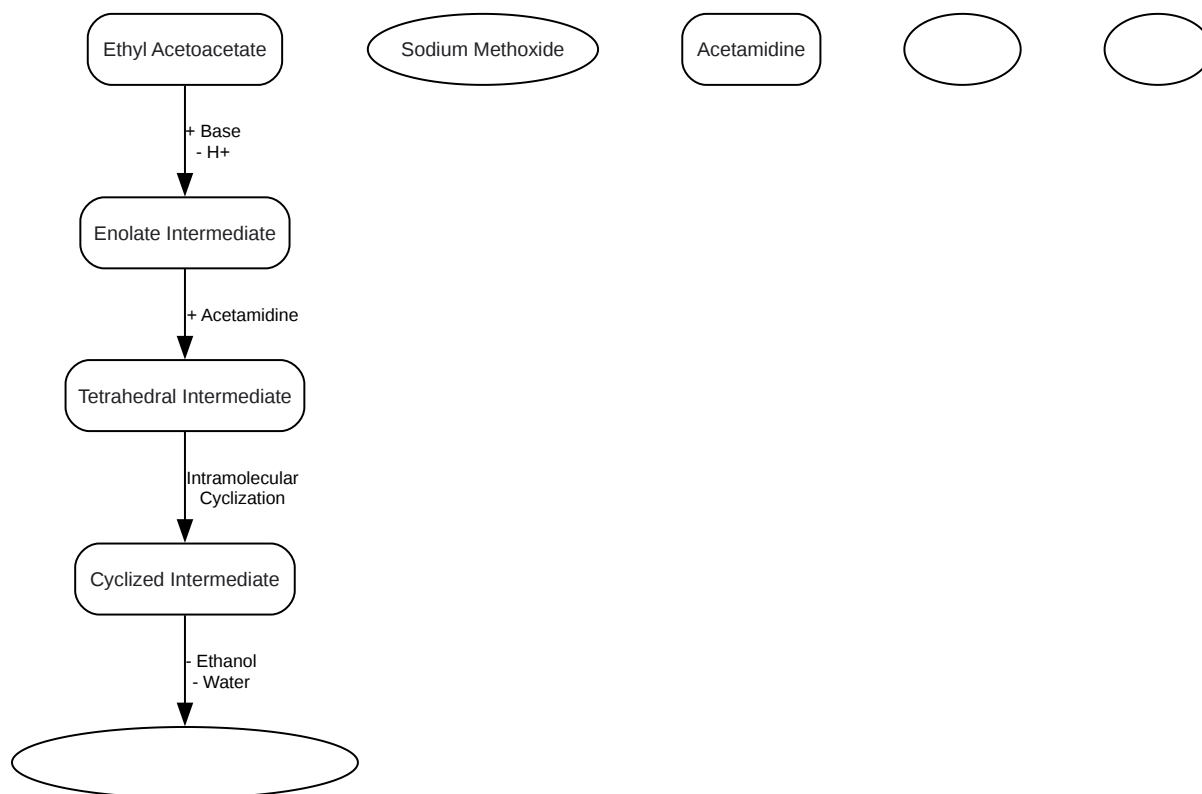 Ethyl Acetoacetate
Sodium Methoxide
Acetamidine
+ Base
- H+
Enolate Intermediate
+ Acetamidine
Tetrahedral Intermediate
Intramolecular
Cyclization
Cyclized Intermediate
- Ethanol
- Water